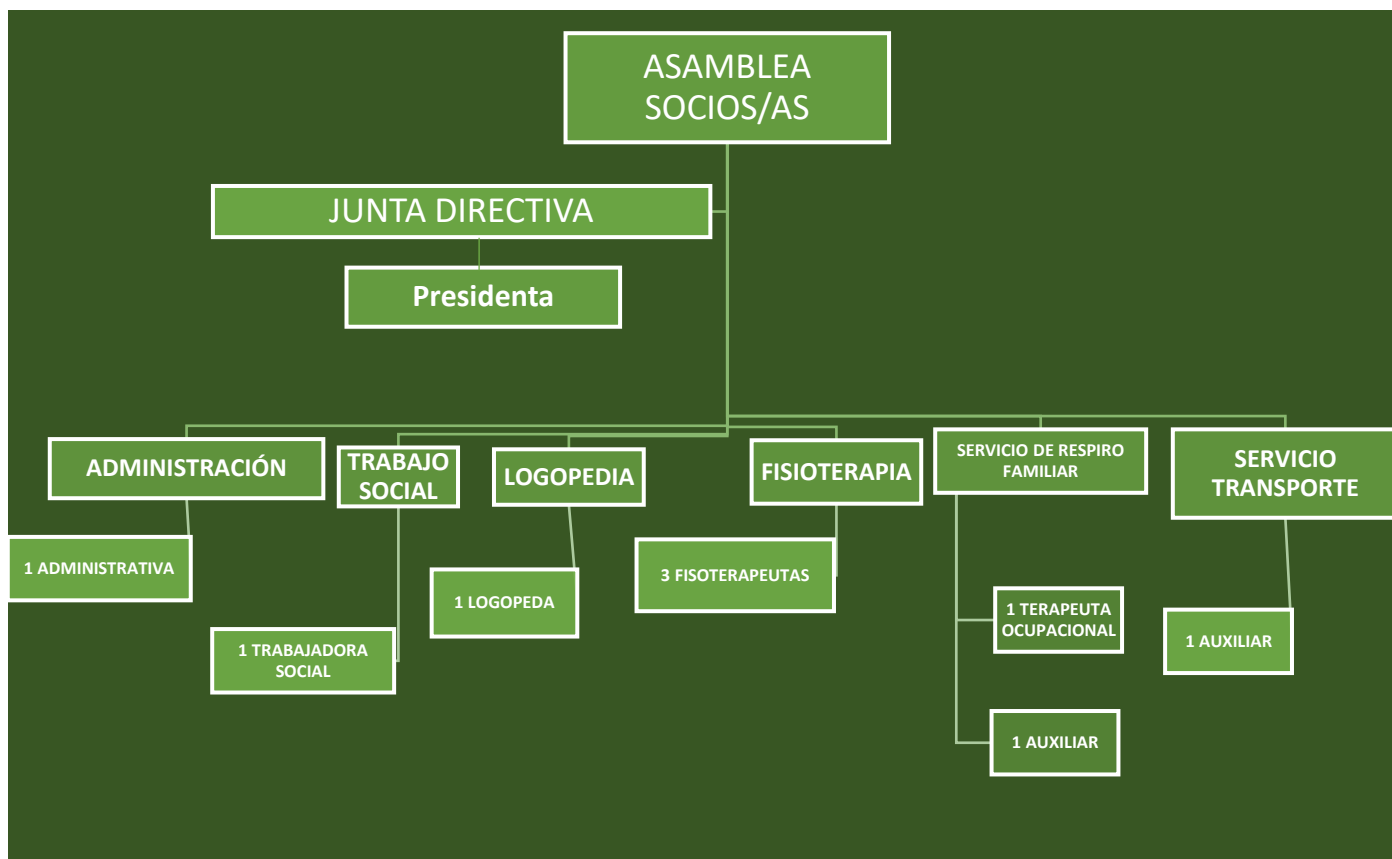 ASAMBLEA
SOCIOS/AS
JUNTA DIRECTIVA
Presidenta
ADMINISTRACIÓN
TRABAJO
SOCIAL
LOGOPEDIA
FISIOTERAPIA
SERVICIO DE RESPIRO
FAMILIAR
SERVICIO
TRANSPORTE
1 ADMINISTRATIVA
1 TRABAJADORA
SOCIAL
1 LOGOPEDA
3 FISOTERAPEUTAS
1 TERAPEUTA
OCUPACIONAL
1 AUXILIAR
1 AUXILIAR